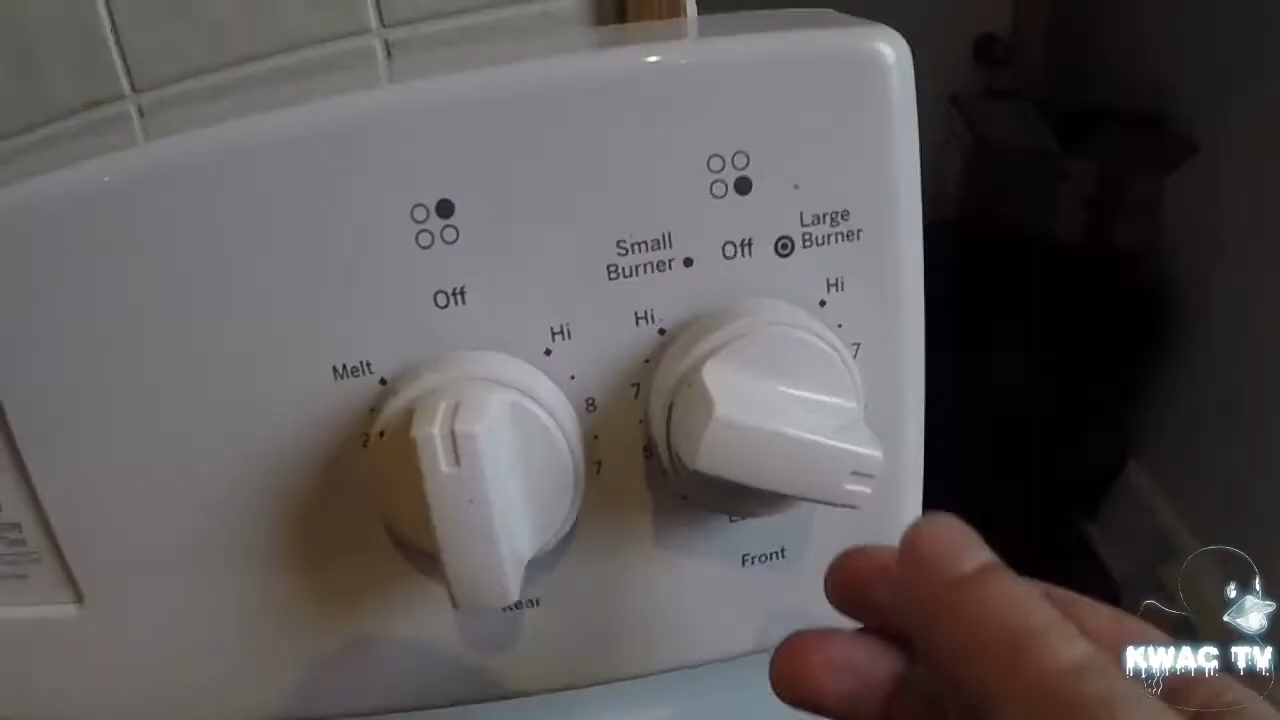 Small
Burner
Off
Large
Burner
Off
Hi
Hi
Hi
Melt
7
7
8
2
5
7
Front
Rear
KWAC TV